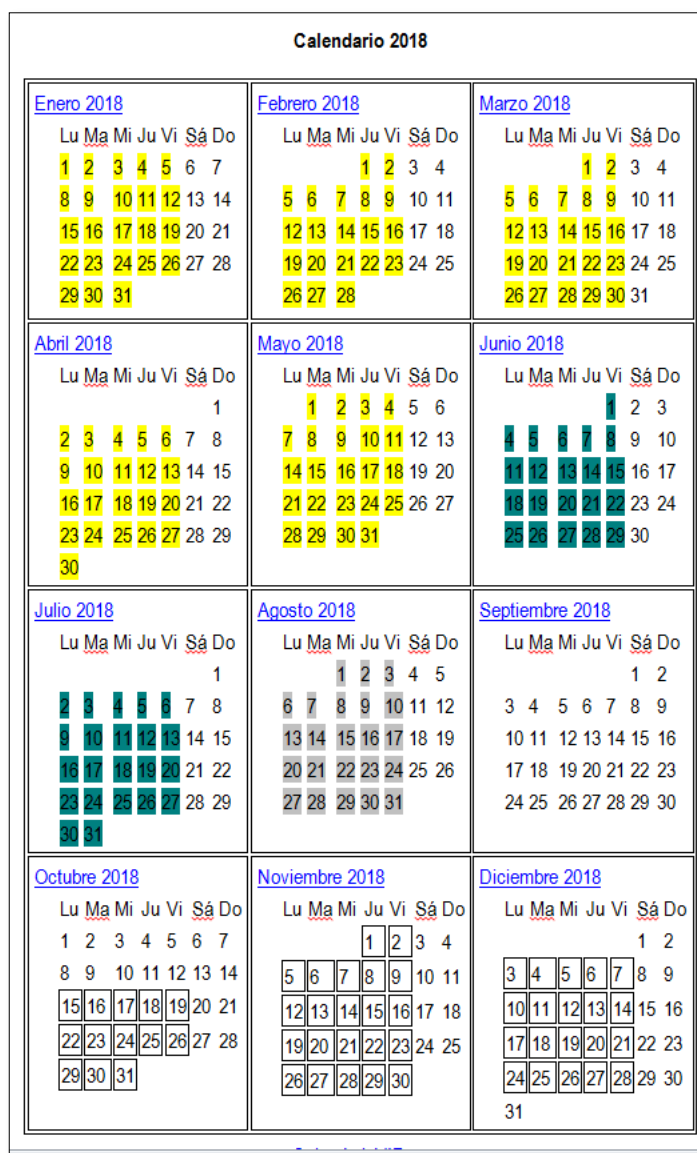 Calendario 2018
Enero 2018
Lu Ma Mi Ju Vi Sá Do
1 2 3 4 5 6 7
8 9 10 11 12 13 14
15 16 17 18 19 20 21
22 23 24 25 26 27 28
29 30 31
Febrero 2018
Lu Ma Mi Ju Vi Sá Do
1 2 3 4
5 6 7 8 9 10 11
12 13 14 15 16 17 18
19 20 21 22 23 24 25
26 27 28
Marzo 2018
Lu Ma Mi Ju Vi Sá Do
1 2 3 4
5 6 7 8 9 10 11
12 13 14 15 16 17 18
19 20 21 22 23 24 25
26 27 28 29 30 31
Abril 2018
Lu Ma Mi Ju Vi Sá Do
1
2 3 4 5 6 7 8
9 10 11 12 13 14 15
16 17 18 19 20 21 22
23 24 25 26 27 28 29
30
Mayo 2018
Lu Ma Mi Ju Vi Sá Do
1 2 3 4 5 6
7 8 9 10 11 12 13
14 15 16 17 18 19 20
21 22 23 24 25 26 27
28 29 30 31
Junio 2018
Lu Ma Mi Ju Vi Sá Do
1 2 3
4 5 6 7 8 9 10
11 12 13 14 15 16 17
18 19 20 21 22 23 24
25 26 27 28 29 30
Julio 2018
Lu Ma Mi Ju Vi Sá Do
1
2 3 4 5 6 7 8
9 10 11 12 13 14 15
16 17 18 19 20 21 22
23 24 25 26 27 28 29
30 31
Agosto 2018
Lu Ma Mi Ju Vi Sá Do
1 2 3 4 5
6 7 8 9 10 11 12
13 14 15 16 17 18 19
20 21 22 23 24 25 26
27 28 29 30 31
Septiembre 2018
Lu Ma Mi Ju Vi Sá Do
1 2
3 4 5 6 7 8 9
10 11 12 13 14 15 16
17 18 19 20 21 22 23
24 25 26 27 28 29 30
Octubre 2018
Lu Ma Mi Ju Vi Sá Do
1 2 3 4 5 6 7
8 9 10 11 12 13 14
15 16 17 18 19 20 21
22 23 24 25 26 27 28
29 30 31
Noviembre 2018
Lu Ma Mi Ju Vi Sá Do
1 2 3 4
5 6 7 8 9 10 11
12 13 14 15 16 17 18
19 20 21 22 23 24 25
26 27 28 29 30
Diciembre 2018
Lu Ma Mi Ju Vi Sá Do
1 2
3 4 5 6 7 8 9
10 11 12 13 14 15 16
17 18 19 20 21 22 23
24 25 26 27 28 29 30
31